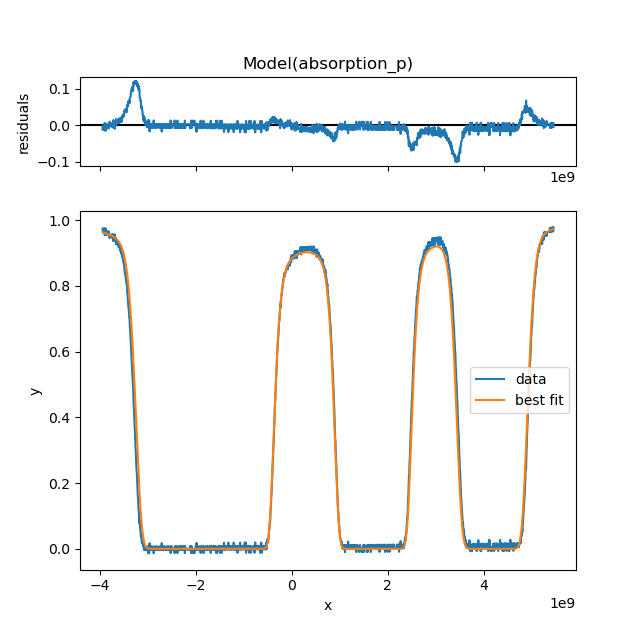 Model(absorption_p)
residuals
0.1
0.0
−0.1
1e9
y
1.0
0.8
0.6
0.4
0.2
0.0
data
best fit
−4
−2
0
2
4
x
1e9